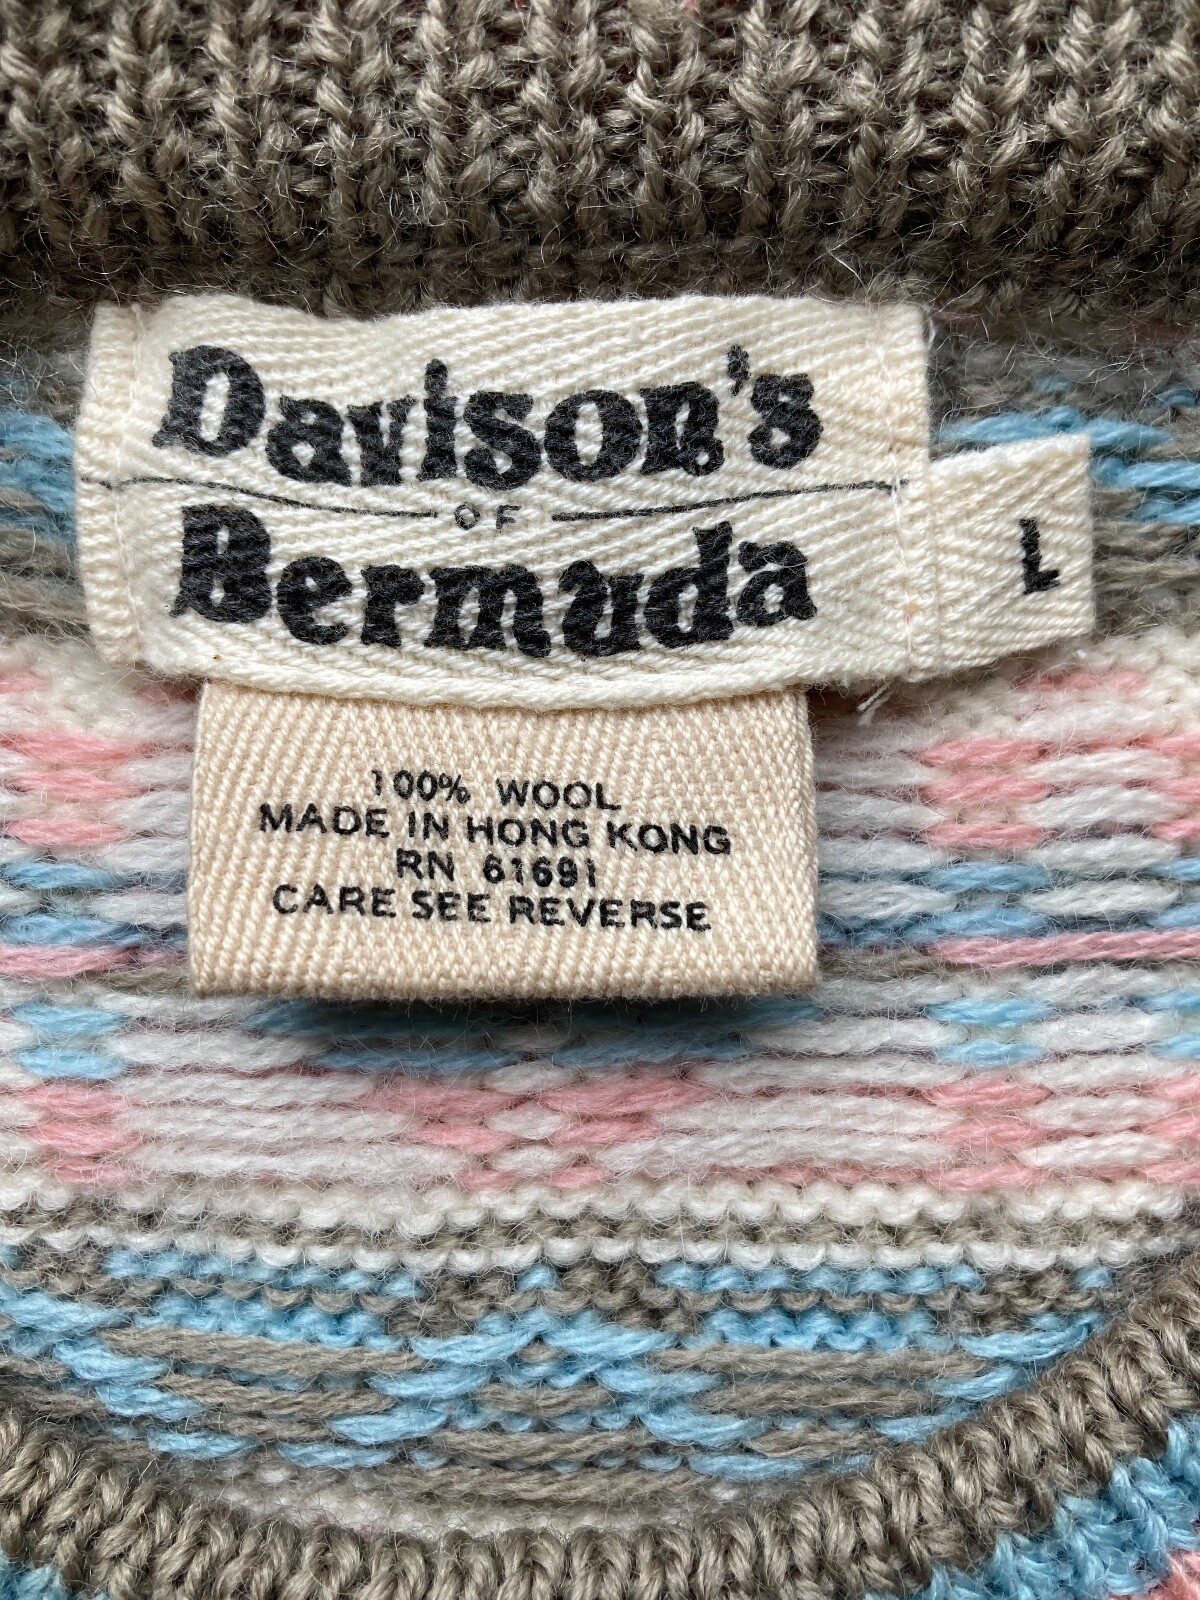 Davison's
OF
Bermuda
L
100% WOOL
MADE IN HONG KONG
RN 61691
CARE SEE REVERSE